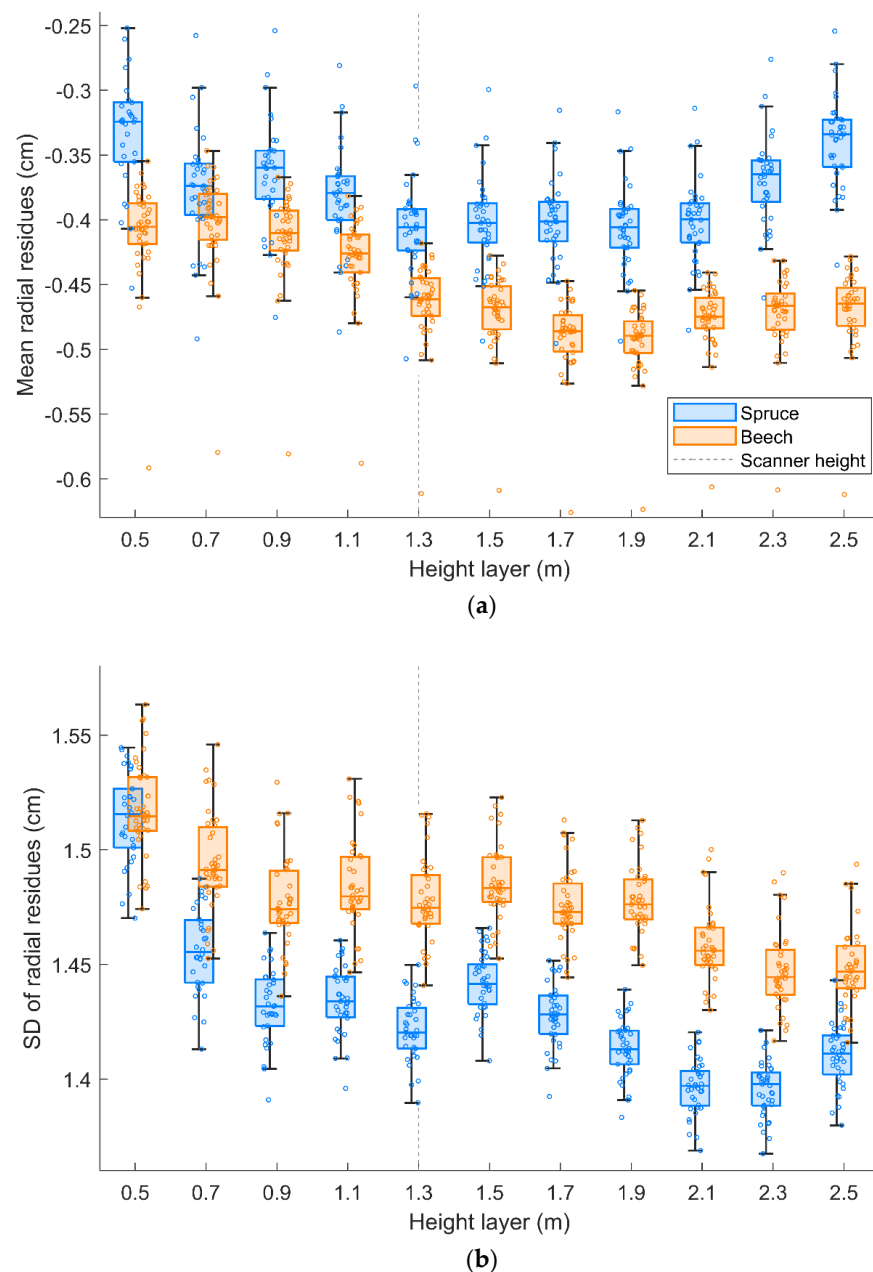 -0.25
-0.3
-0.35
-0.4
-0.45
-0.5
-0.55
-0.6
Mean radial residues (cm)
Spruce
Beech
Scanner height
0.5 0.7 0.9 1.1 1.3 1.5 1.7 1.9 2.1 2.3 2.5
Height layer (m)
(a)
1.55
1.5
1.45
1.4
SD of radial residues (cm)
0.5 0.7 0.9 1.1 1.3 1.5 1.7 1.9 2.1 2.3 2.5
Height layer (m)
(b)